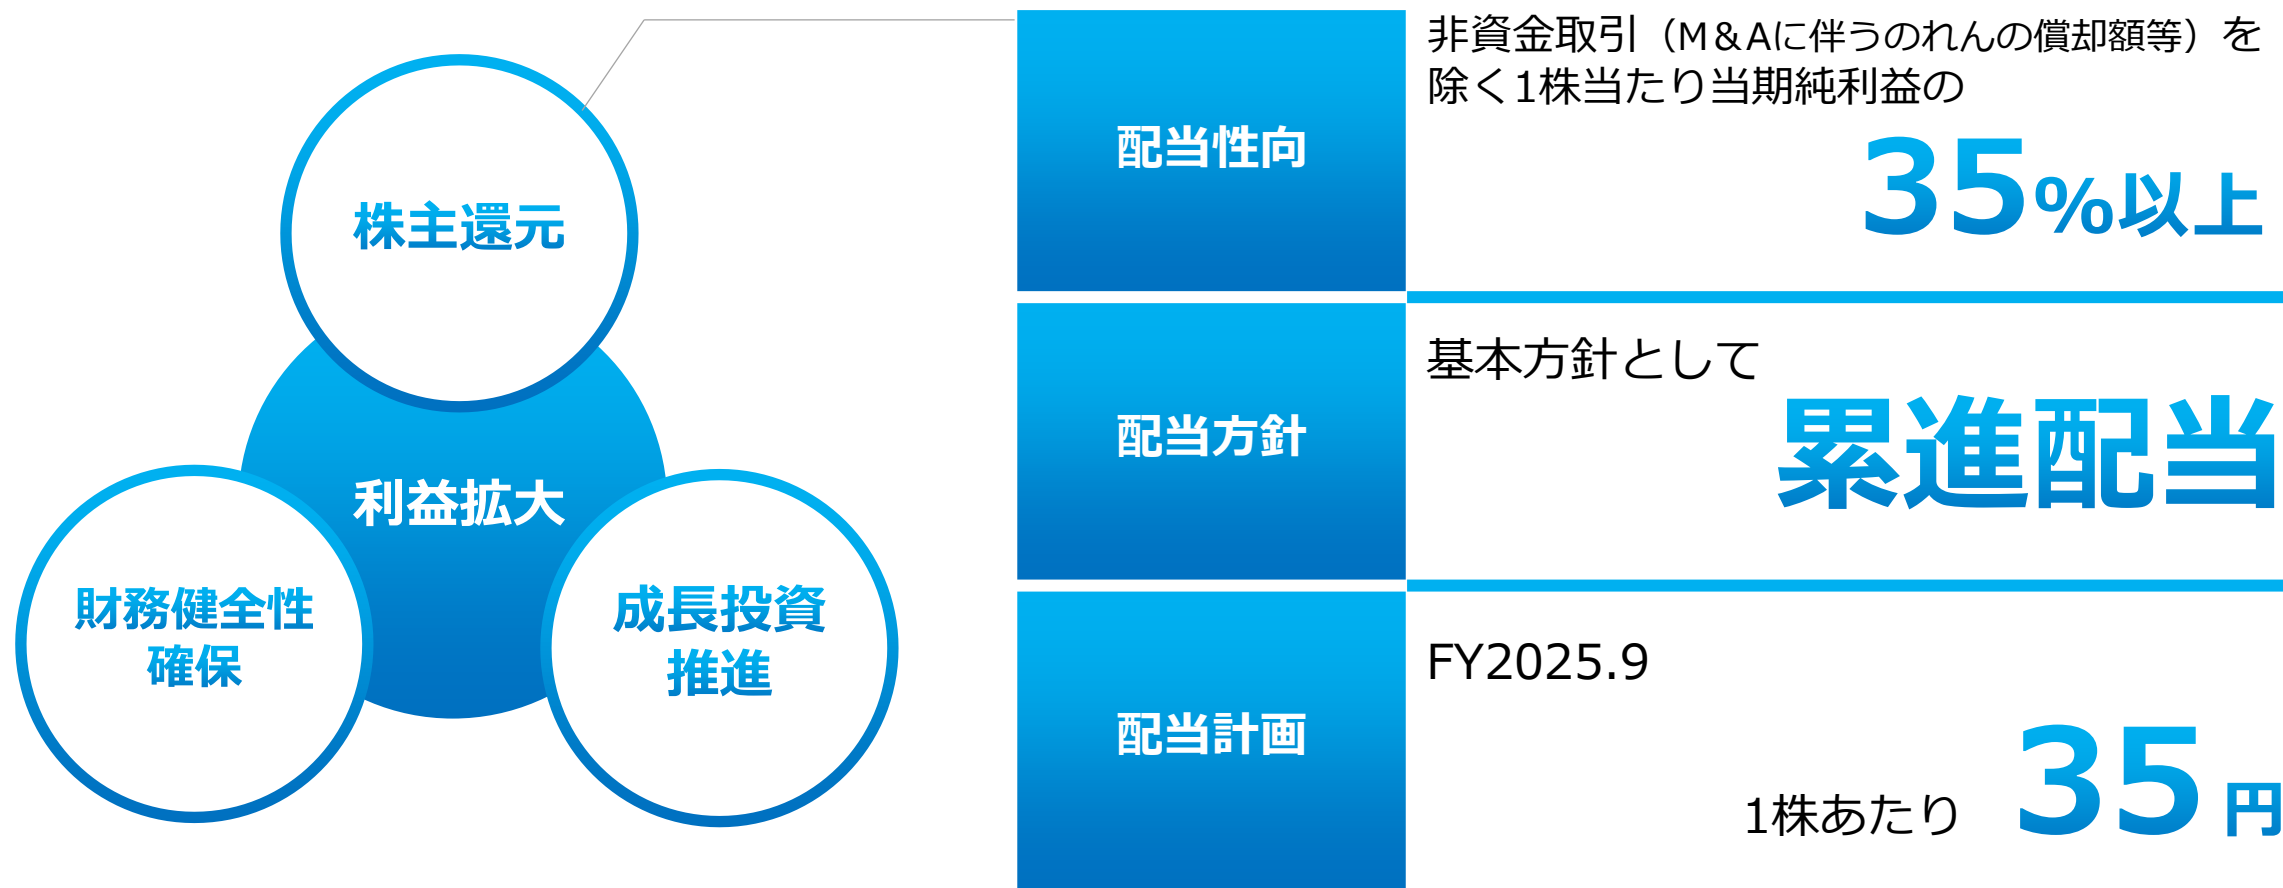 株主還元
利益拡大
財務健全性
確保
成長投資
推進
配当性向
非資金取引（M＆Aに伴うのれんの償却額等）を
除く1株当たり当期純利益の
35%以上
配当方針
基本方針として
累進配当
配当計画
FY2025.9
1株あたり 35円